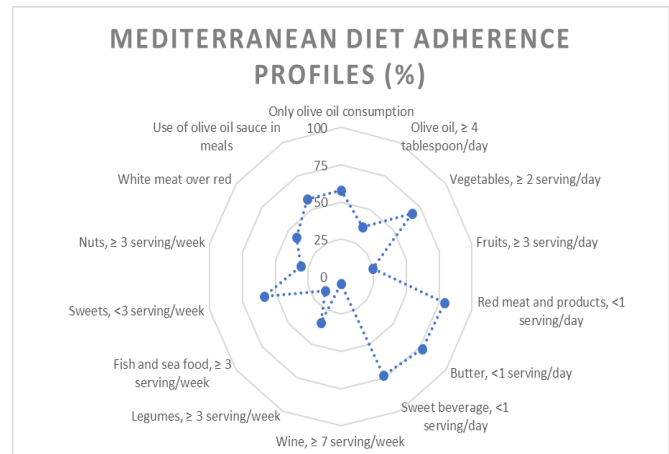 MEDITERRANEAN DIET ADHERENCE
PROFILES (%)
Only olive oil consumption
Olive oil, ≥ 4
tablespoon/day
Vegetables, ≥ 2 serving/day
Fruits, ≥ 3 serving/day
Red meat and products, <1
serving/day
Butter, <1 serving/day
Sweet beverage, <1
serving/day
Wine, ≥ 7 serving/week
Legumes, ≥ 3 serving/week
Fish and sea food, ≥ 3
serving/week
Sweets, <3 serving/week
Nuts, ≥ 3 serving/week
White meat over red
Use of olive oil sauce in
meals
100
75
50
25
0